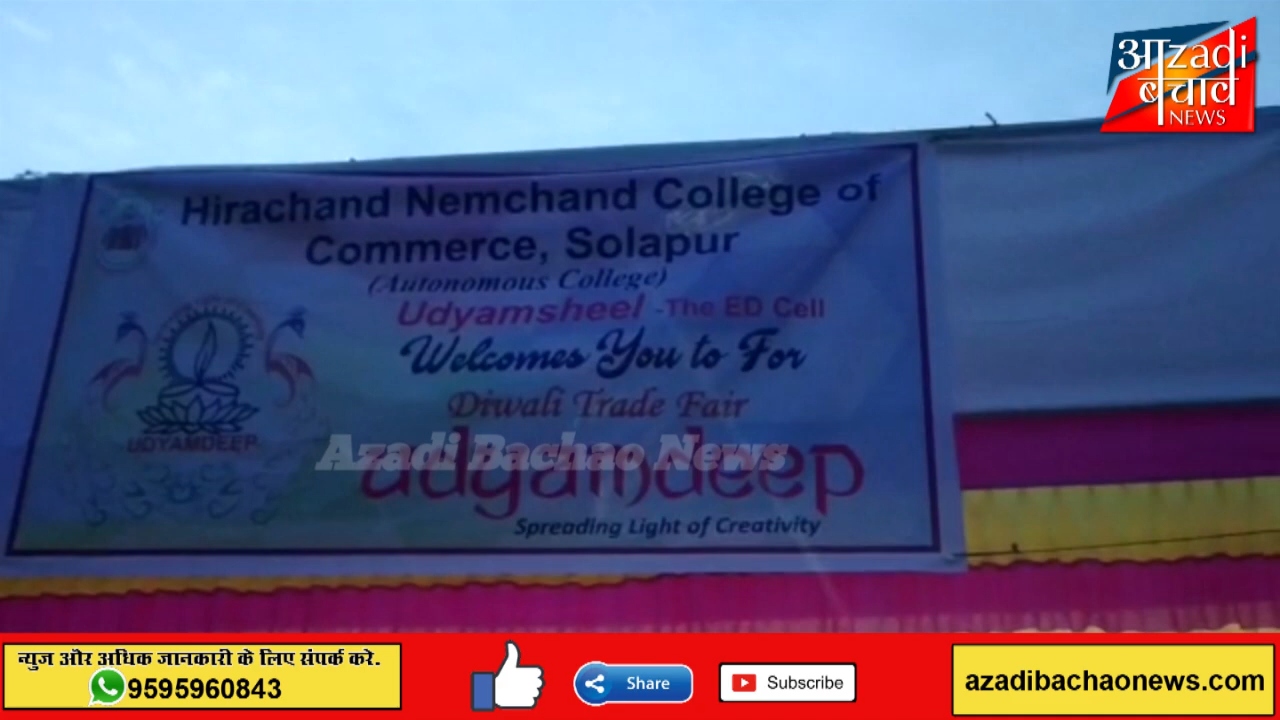 आzadi
बचाव
NEWS
Hirachand Nemchand College of
Commerce, Solapur
(Autonomous College)
Udyamsheel -The ED Cell
Welcomes You to For
Diwali Trade Fair
Azadi Bachao News
udyamdeep
Spreading Light of Creativity
UDYAMDEEP
न्युज और अधिक जानकारी के लिए संपर्क करे.
9595960843
Share
Subscribe
azadibachaonews.com